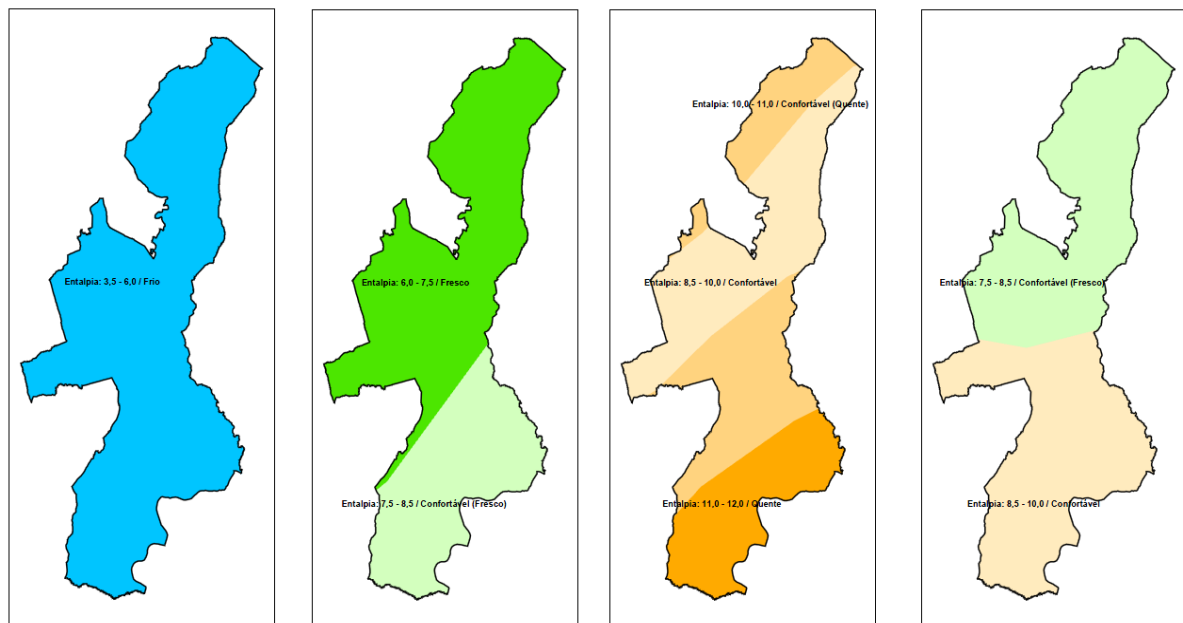 Entalpia: 3,5 - 6,0 / Frio
Entalpia: 6,0 - 7,5 / Fresco
Entalpia: 7,5 - 8,5 / Confortável (Fresco)
Entalpia: 10,0 - 11,0 / Confortável (Quente)
Entalpia: 8,5 - 10,0 / Confortável
Entalpia: 11,0 - 12,0 / Quente
Entalpia: 7,5 - 8,5 / Confortável (Fresco)
Entalpia: 8,5 - 10,0 / Confortável